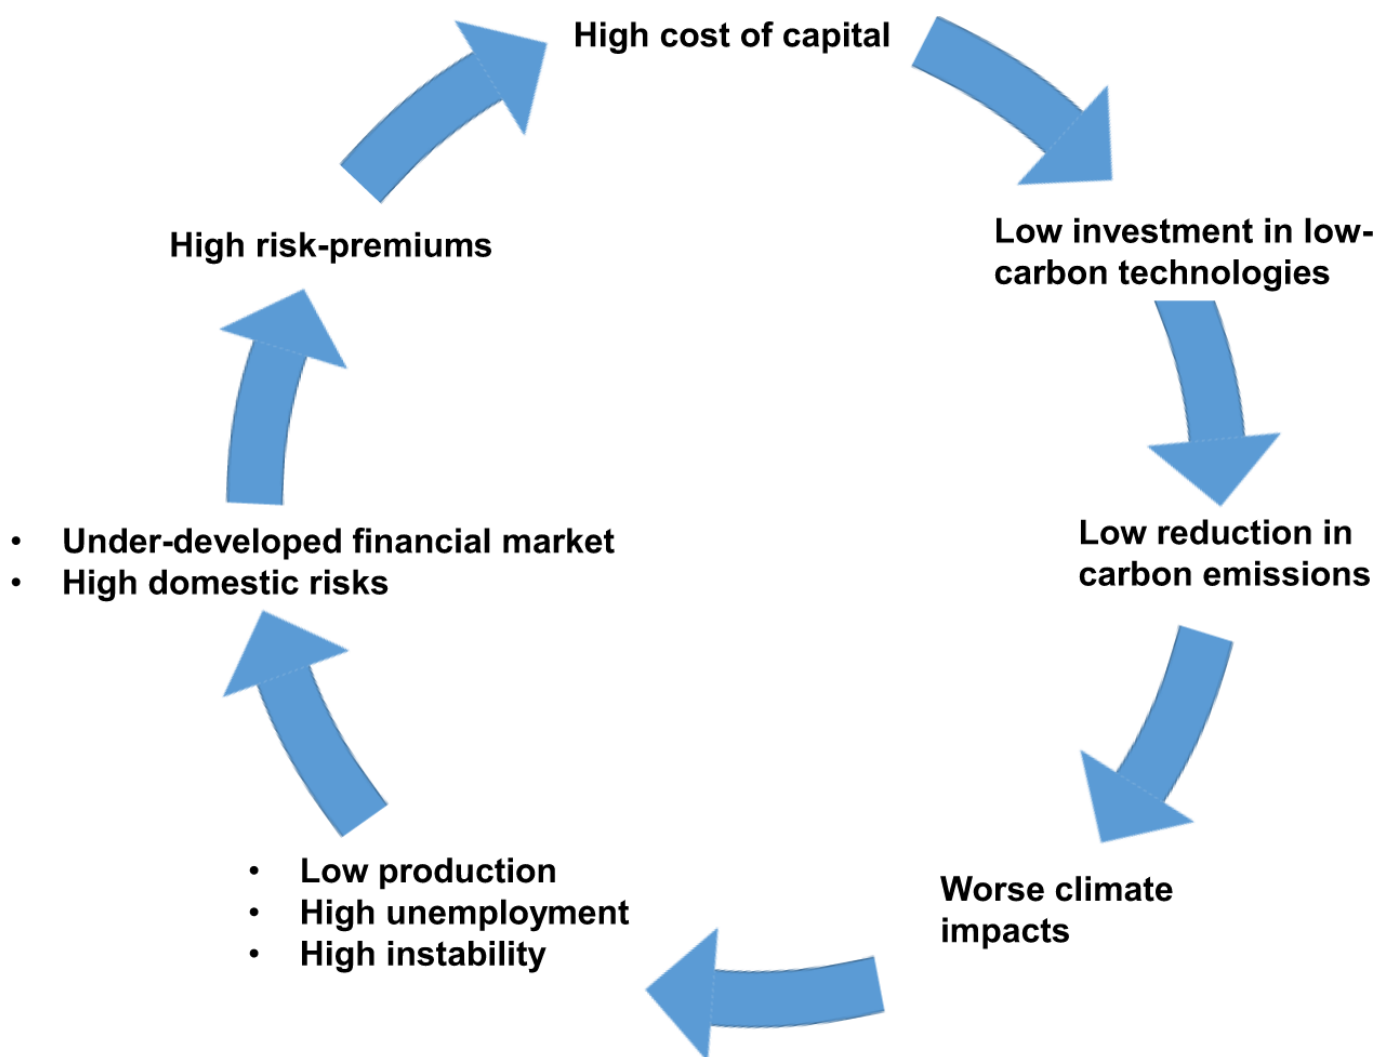 High cost of capital
Low investment in low-
carbon technologies
Low reduction in
carbon emissions
Worse climate
impacts
• Low production
• High unemployment
• High instability
• Under-developed financial market
• High domestic risks
High risk-premiums